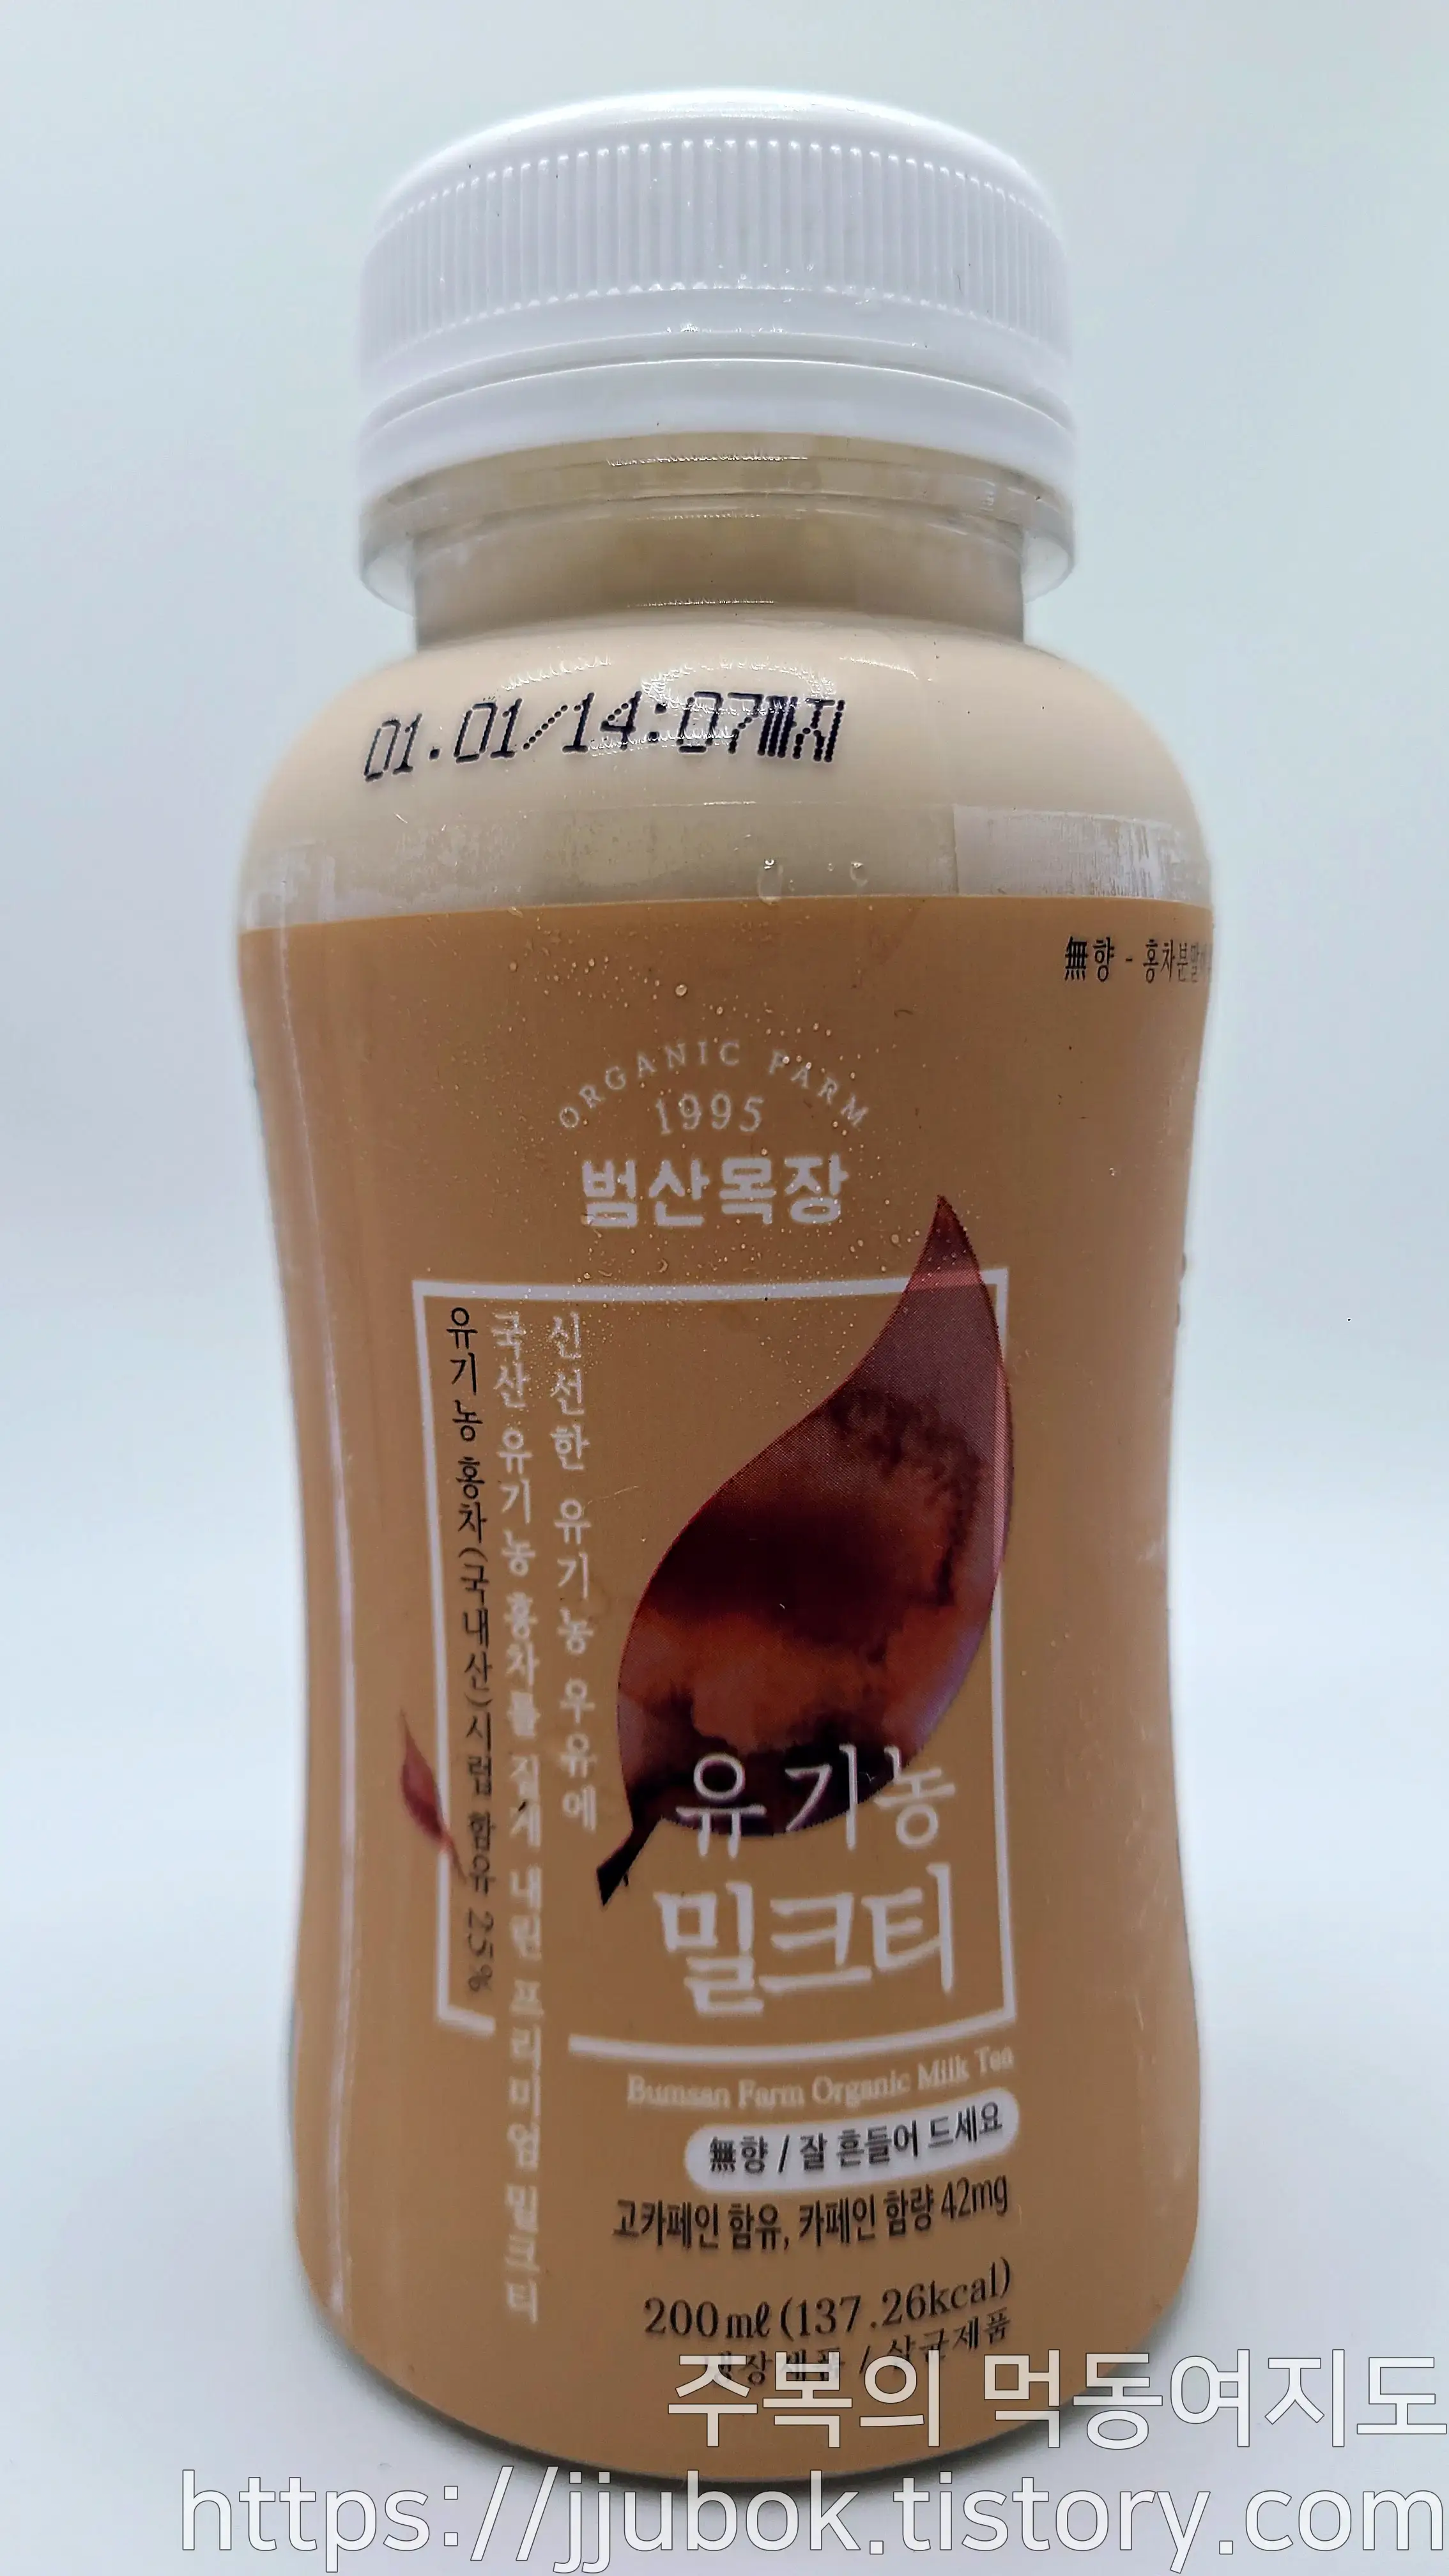 01.01/14:07까지
無향 - 홍차분말
ORGANIC FARM
1995
범산목장
신선한 유기농 우유에
국산 유기농 홍차를 진하게 내린 프리미엄 밀크티
유기농 홍차(국내산)시럽 함유 25%
유기농
밀크티
Bumsan Farm Organic Milk Tea
無향 / 잘 흔들어 드세요
고카페인 함유, 카페인 함량 42mg
200㎖ (137.26kcal)
냉장제품 / 살균제품
주복의 먹동여지도
https://jjubok.tistory.com